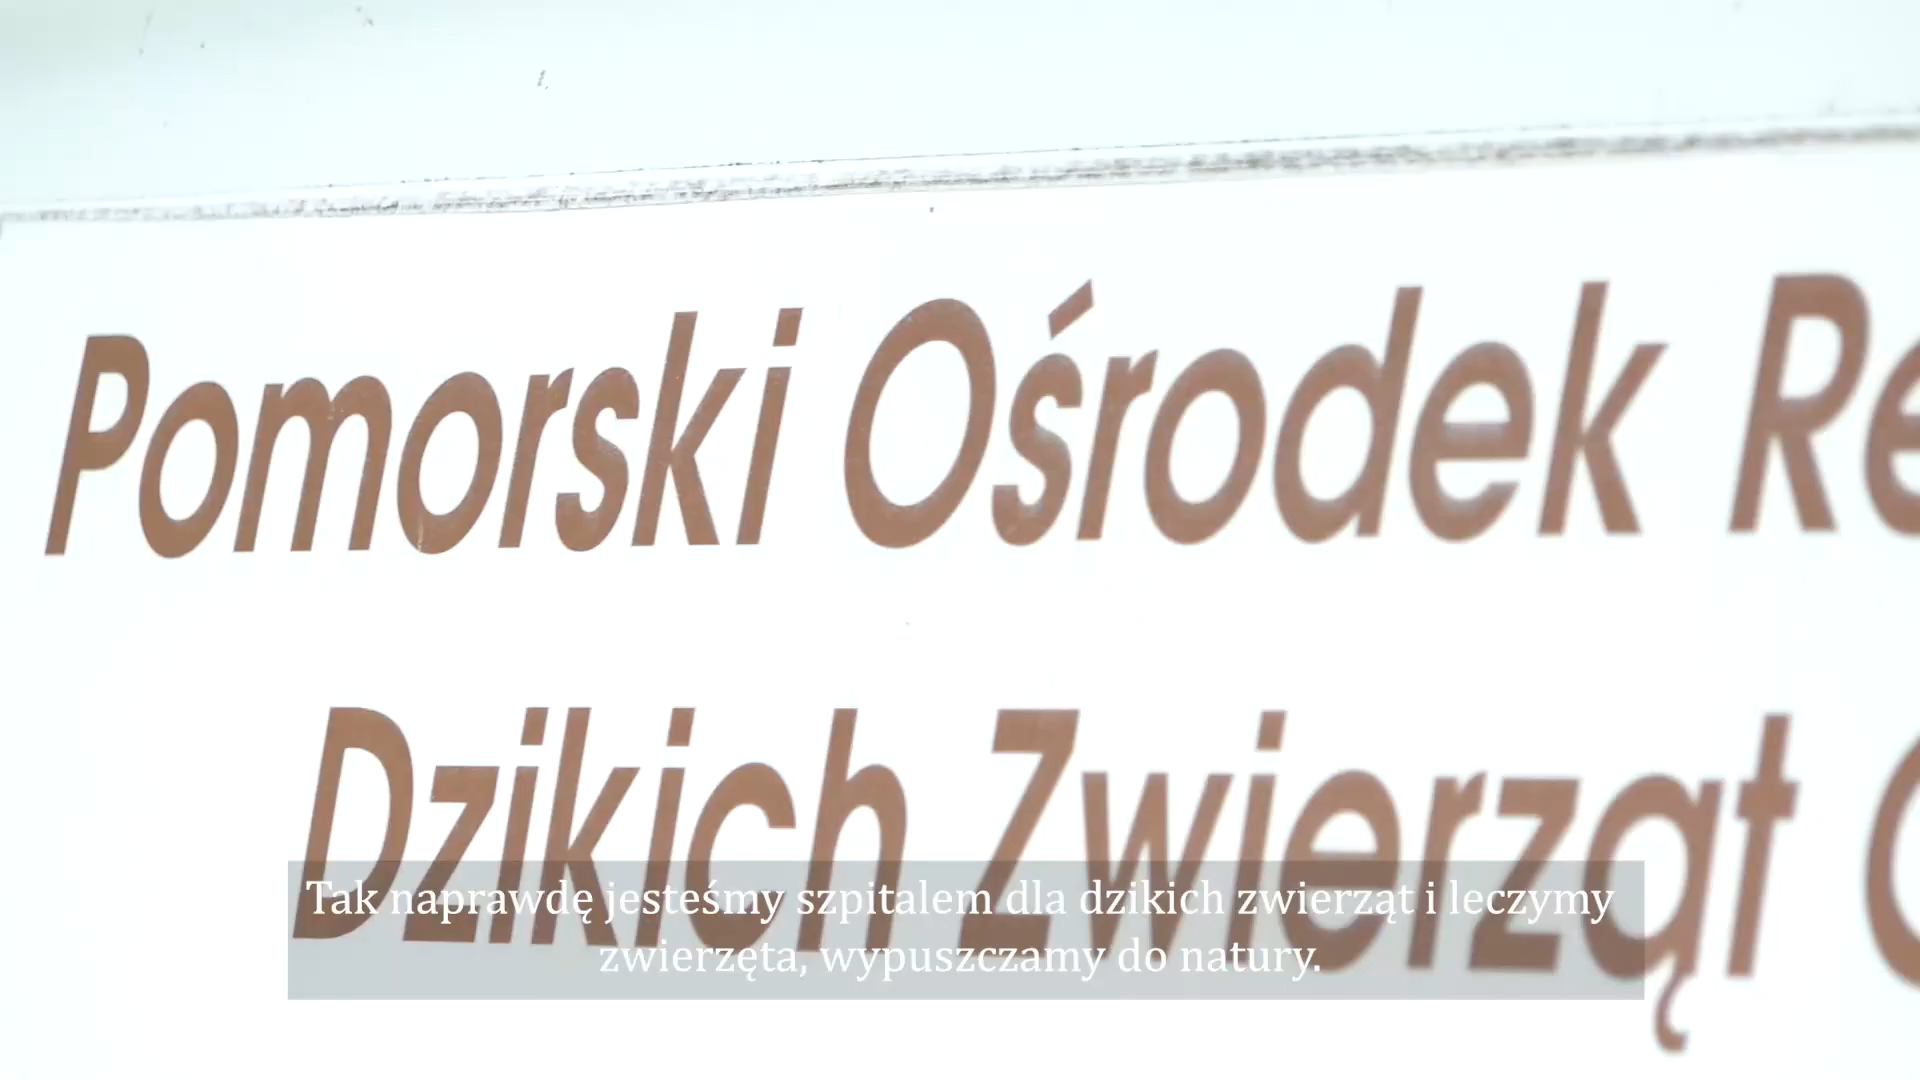 Pomorski Ośrodek Re
Dzikich Zwierząt
Tak naprawdę jesteśmy szpitalem dla dzikich zwierząt i leczymy
zwierzęta, wypuszczamy do natury.